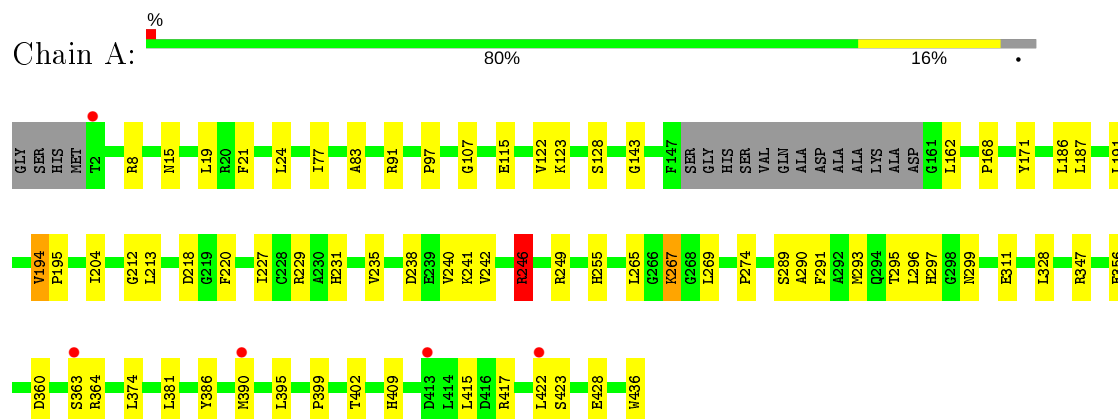 %
Chain A:
80% 16% •
GLY SER HIS MET T2 R8 N15 L19 R20 F21 L24 I77 A83 R91 P97 G107 E115 V122 K123 S128 G143 F147 SER GLY HIS SER VAL GLN ALA ASP ALA ALA LYS ALA ASP G161 L162 P168 Y171 L186 L187 L191
V194 P195 I204 G212 L213 D218 G219 F220 I227 C228 R229 A230 H231 V235 D238 E239 V240 K241 V242 R246 R249 H255 L265 G266 K267 G268 L269 P274 S289 A290 F291 A292 M293 Q294 T295 L296 H297 G298 N299 E311 L328 R347
D360 S363 R364 L374 L381 Y386 M390 L395 P399 T402 H409 D413 L414 L415 D416 R417 L422 S423 E428 W436